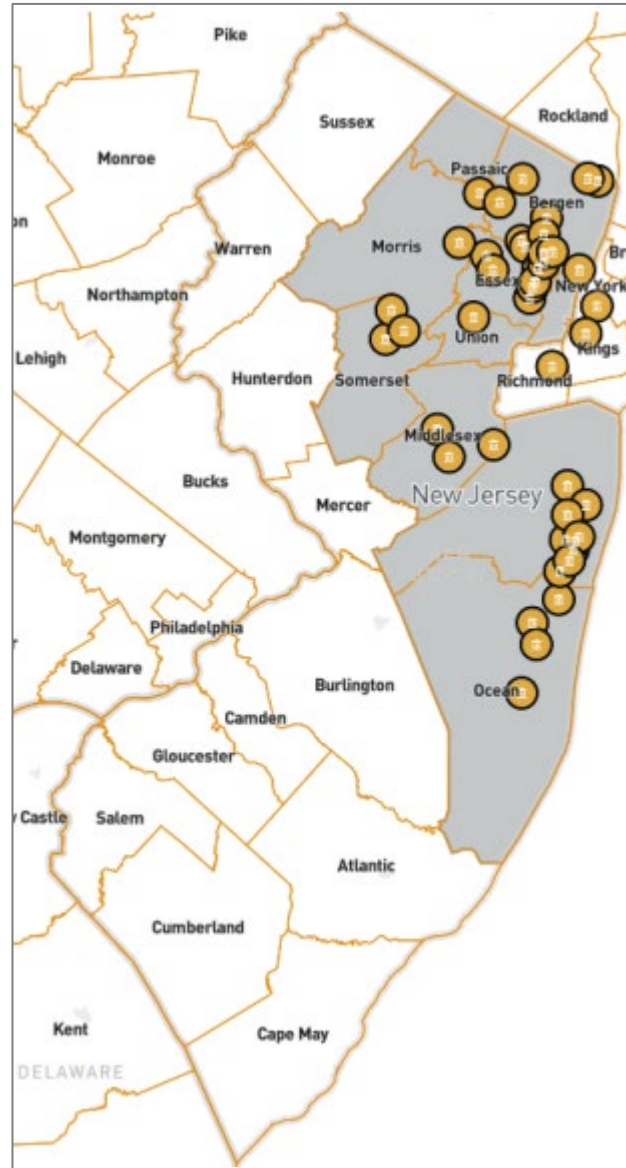 Pike
Rockland
Sussex
Monroe
Passaic
Bergen
on
Warren
Morris
Br
Essex
New York
Northampton
Union
Kings
Lehigh
Hunterdon
Somerset
Richmond
Middlesex
Bucks
New Jersey
Mercer
Montgomery
Philadelphia
r
Delaware
Burlington
Ocean
Camden
Gloucester
Castle
Salem
Atlantic
Cumberland
Kent
Cape May
DELAWARE